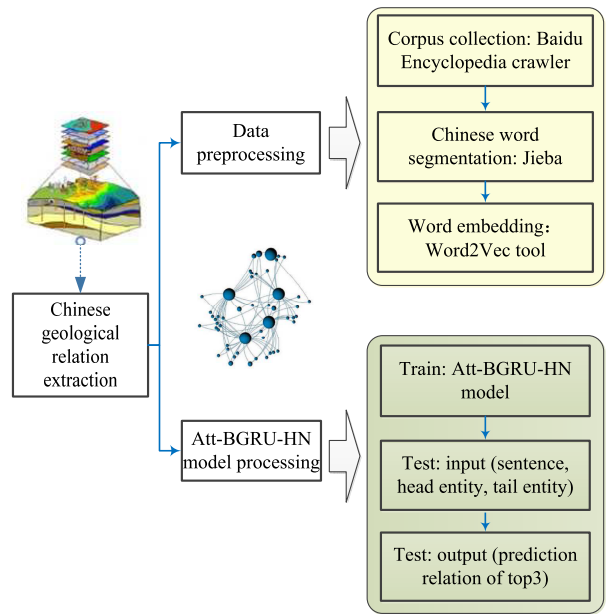 Corpus collection: Baidu
Encyclopedia crawler
Data
preprocessing
Chinese word
segmentation: Jieba
Word embedding：
Word2Vec tool
Chinese
geological
relation
extraction
Train: Att-BGRU-HN
model
Att-BGRU-HN
model processing
Test: input (sentence,
head entity, tail entity)
Test: output (prediction
relation of top3)